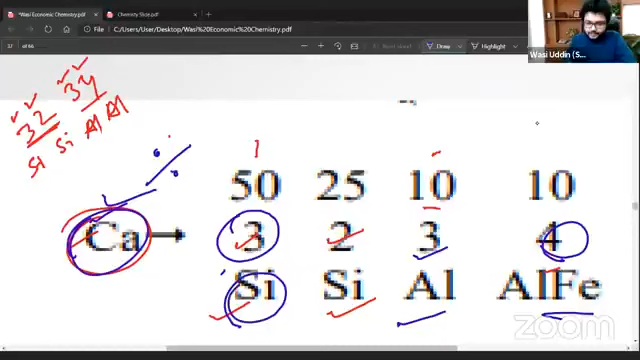 *Wasi Economic Chemistry.pdf
Chemistry Slide.pdf
File
C:/Users/User/Desktop/Wasi%20Economic%20Chemistry.pdf
of 66
Draw
Highlight
Wasi Uddin (S...
32 34
Si Si Al Al
50 25 10 10
Ca → 3 2 3 4
Si Si Al AlFe
zoom